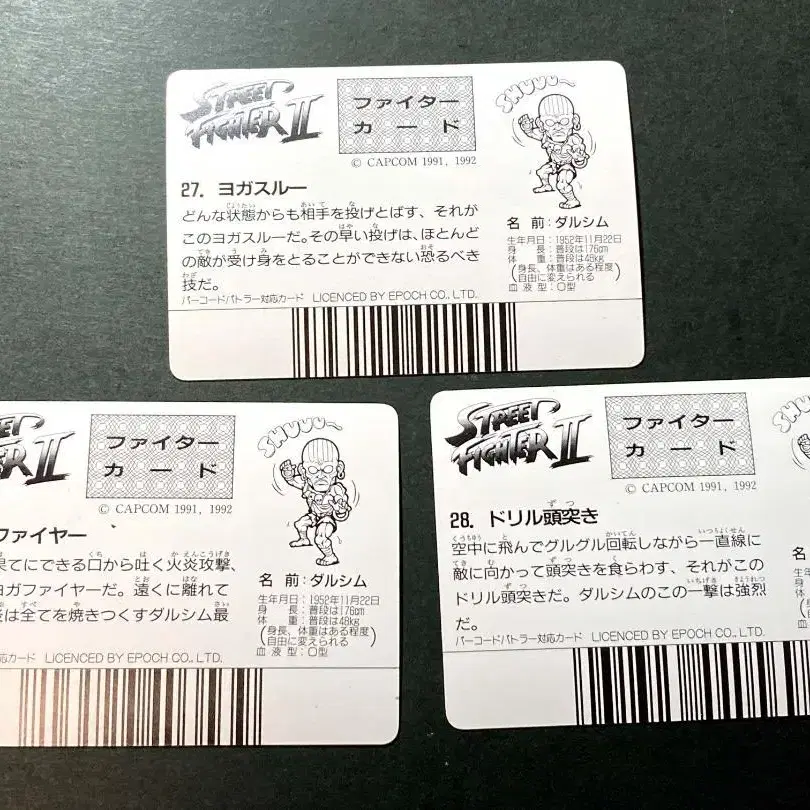 STREET
FIGHTER II
ファイター
カード
© CAPCOM 1991, 1992
SHUUU〜
27. ヨガスルー
どんな状態からも相手を投げとばす、それが
このヨガスルーだ。その早い投げは、ほとんど
の敵が受け身をとることができない恐るべき
技だ。
バーコードバトラー対応カード LICENCED BY EPOCH CO., LTD.
名 前:ダルシム
生年月日:1952年11月22日
身 長:普段は176cm
体 重:普段は48kg
(身長、体重はある程度
自由に変えられる)
血 液 型:O型
FIGHTER II
ファイター
カード
© CAPCOM 1991, 1992
SHUUU〜
ファイヤー
果てにできる口から吐く火炎攻撃、
ヨガファイヤーだ。遠くに離れて
は全てを焼きつくすダルシム最
対応カード LICENCED BY EPOCH CO., LTD.
名 前:ダルシム
生年月日:1952年11月22日
身 長:普段は176cm
体 重:普段は48kg
(身長、体重はある程度
自由に変えられる)
血 液 型:O型
STREET
FIGHTER II
ファイター
カード
© CAPCOM 1991, 1992
28. ドリル頭突き
空中に飛んでグルグル回転しながら一直線に
敵に向かって頭突きを食らわす、それがこの
ドリル頭突きだ。ダルシムのこの一撃は強烈
だ。
バーコードバトラー対応カード LICENCED BY EPOCH CO., LTD.
名
生年
身
体
(
血